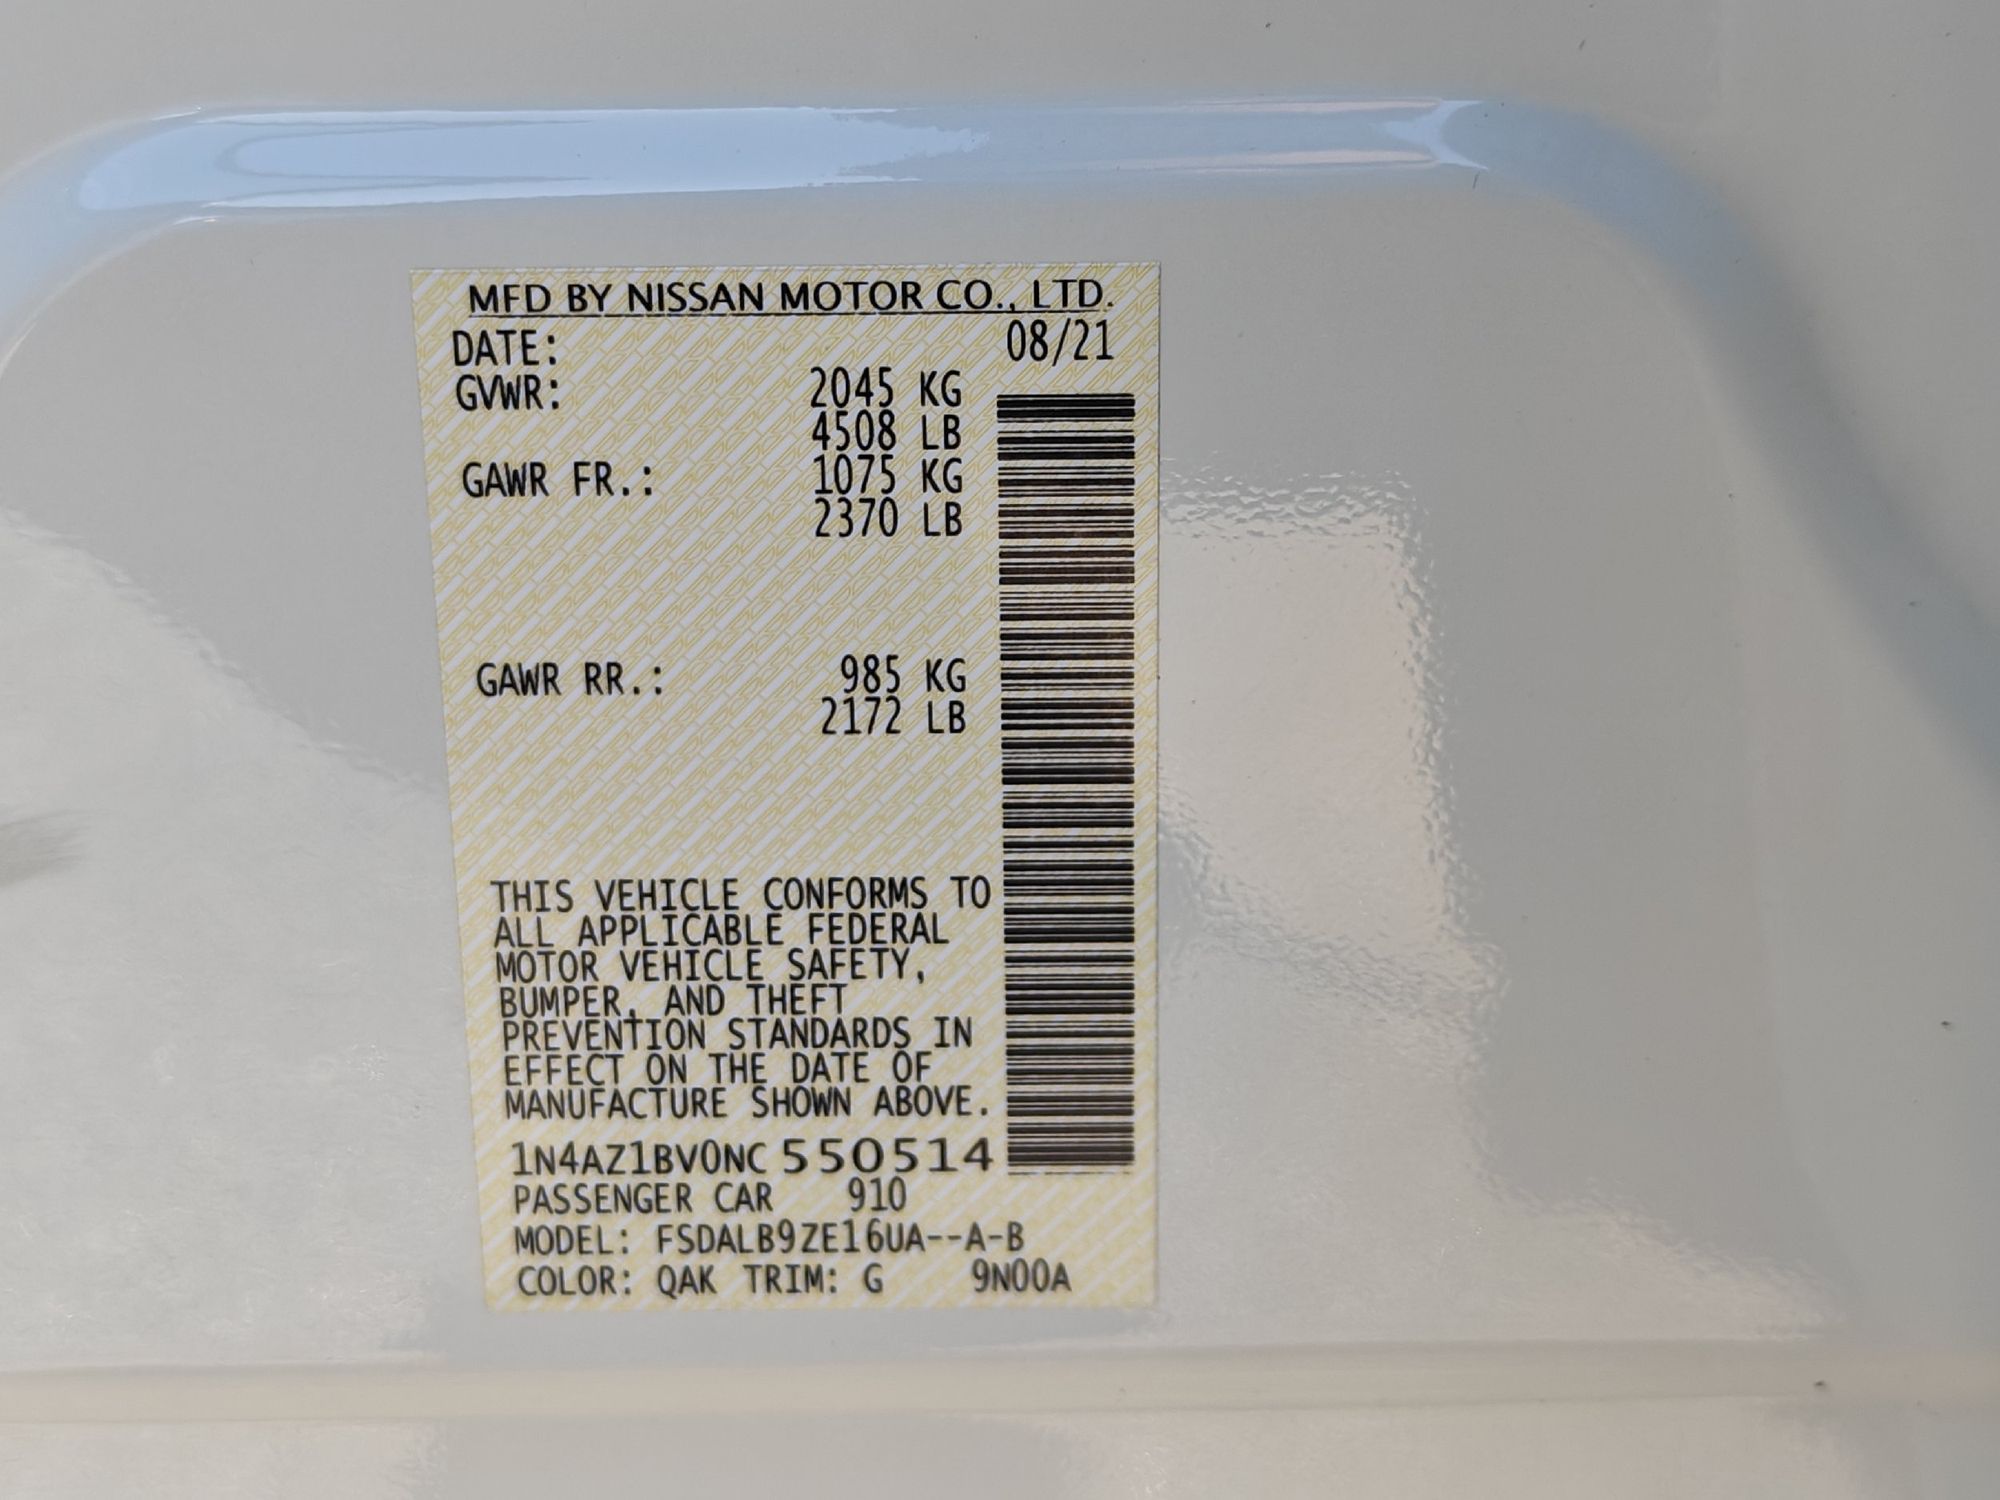 MFD BY NISSAN MOTOR CO., LTD.
DATE: 08/21
GVWR: 2045 KG
4508 LB
GAWR FR.: 1075 KG
2370 LB
GAWR RR.: 985 KG
2172 LB
THIS VEHICLE CONFORMS TO
ALL APPLICABLE FEDERAL
MOTOR VEHICLE SAFETY,
BUMPER, AND THEFT
PREVENTION STANDARDS IN
EFFECT ON THE DATE OF
MANUFACTURE SHOWN ABOVE.
1N4AZ1BV0NC 550514
PASSENGER CAR 910
MODEL: FSDALB9ZE16UA--A-B
COLOR: QAK TRIM: G 9N00A